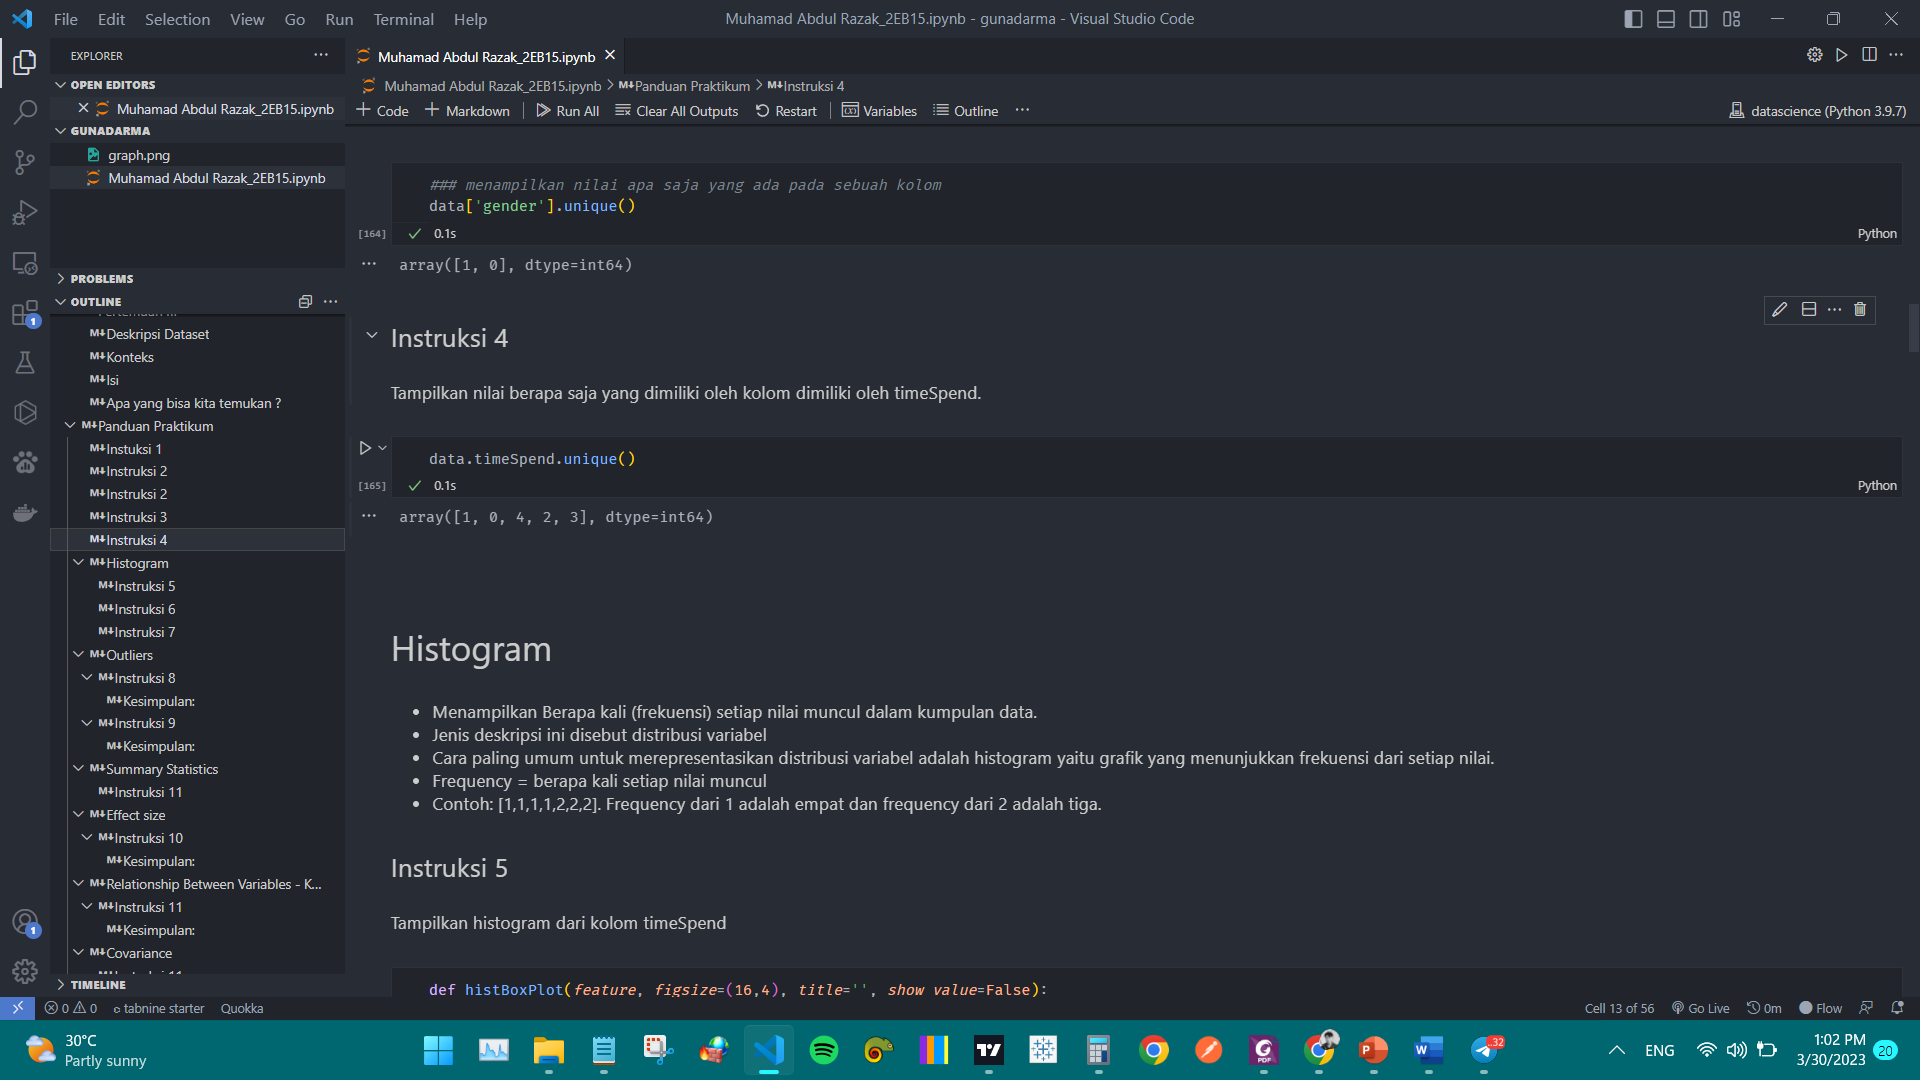 File Edit Selection View Go Run Terminal Help
Muhamad Abdul Razak_2EB15.ipynb - gunadarma - Visual Studio Code
EXPLORER
OPEN EDITORS
Muhamad Abdul Razak_2EB15.ipynb
GUNADARMA
graph.png
Muhamad Abdul Razak_2EB15.ipynb
PROBLEMS
OUTLINE
Deskripsi Dataset
Konteks
Isi
Apa yang bisa kita temukan ?
Panduan Praktikum
Instuksi 1
Instruksi 2
Instruksi 2
Instruksi 3
Instruksi 4
Histogram
Instruksi 5
Instruksi 6
Instruksi 7
Outliers
Instruksi 8
Kesimpulan:
Instruksi 9
Kesimpulan:
Summary Statistics
Instruksi 11
Effect size
Instruksi 10
Kesimpulan:
Relationship Between Variables - K...
Instruksi 11
Kesimpulan:
Covariance
TIMELINE
Muhamad Abdul Razak_2EB15.ipynb
Muhamad Abdul Razak_2EB15.ipynb > M↓Panduan Praktikum > M↓Instruksi 4
+ Code + Markdown Run All Clear All Outputs Restart Variables Outline ...
datascience (Python 3.9.7)
### menampilkan nilai apa saja yang ada pada sebuah kolom
data['gender'].unique()
[164] 0.1s Python
array([1, 0], dtype=int64)
Instruksi 4
Tampilkan nilai berapa saja yang dimiliki oleh kolom dimiliki oleh timeSpend.
data.timeSpend.unique()
[165] 0.1s Python
array([1, 0, 4, 2, 3], dtype=int64)
Histogram
• Menampilkan Berapa kali (frekuensi) setiap nilai muncul dalam kumpulan data.
• Jenis deskripsi ini disebut distribusi variabel
• Cara paling umum untuk merepresentasikan distribusi variabel adalah histogram yaitu grafik yang menunjukkan frekuensi dari setiap nilai.
• Frequency = berapa kali setiap nilai muncul
• Contoh: [1,1,1,1,2,2,2]. Frequency dari 1 adalah empat dan frequency dari 2 adalah tiga.
Instruksi 5
Tampilkan histogram dari kolom timeSpend
def histBoxPlot(feature, figsize=(16,4), title='', show_value=False):
0 0 tabnine starter Quokka
Cell 13 of 56 Go Live 0m Flow
30°C
Partly sunny
ENG
1:02 PM
3/30/2023
20